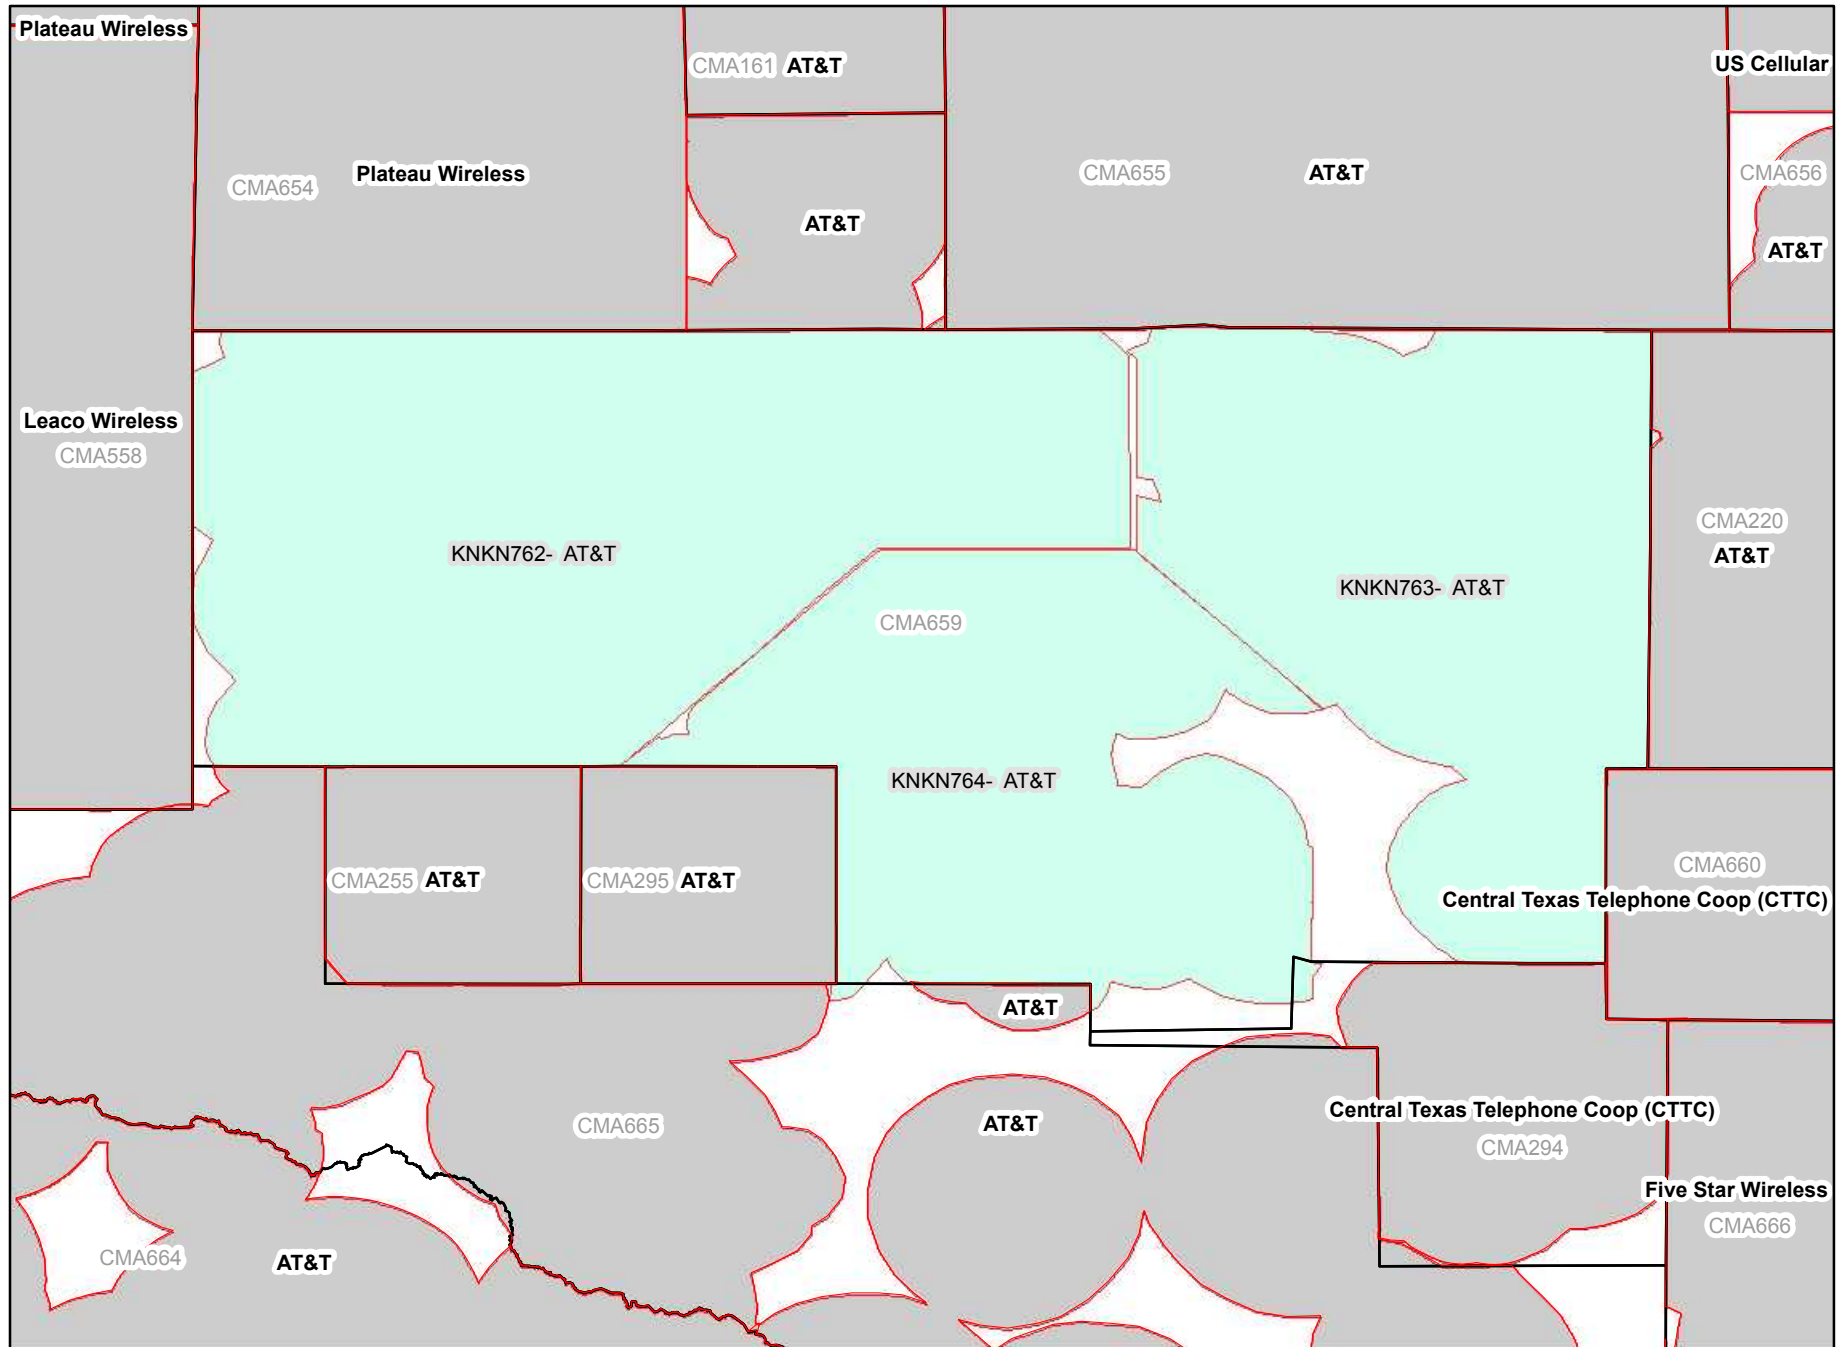 Plateau Wireless
CMA161 AT&T
US Cellular
CMA654
Plateau Wireless
CMA655
AT&T
CMA656
AT&T
AT&T
Leaco Wireless
CMA558
CMA220
AT&T
KNKN762- AT&T
KNKN763- AT&T
CMA659
KNKN764- AT&T
CMA255 AT&T
CMA295 AT&T
CMA660
Central Texas Telephone Coop (CTTC)
AT&T
CMA665
AT&T
Central Texas Telephone Coop (CTTC)
CMA294
Five Star Wireless
CMA666
CMA664
AT&T